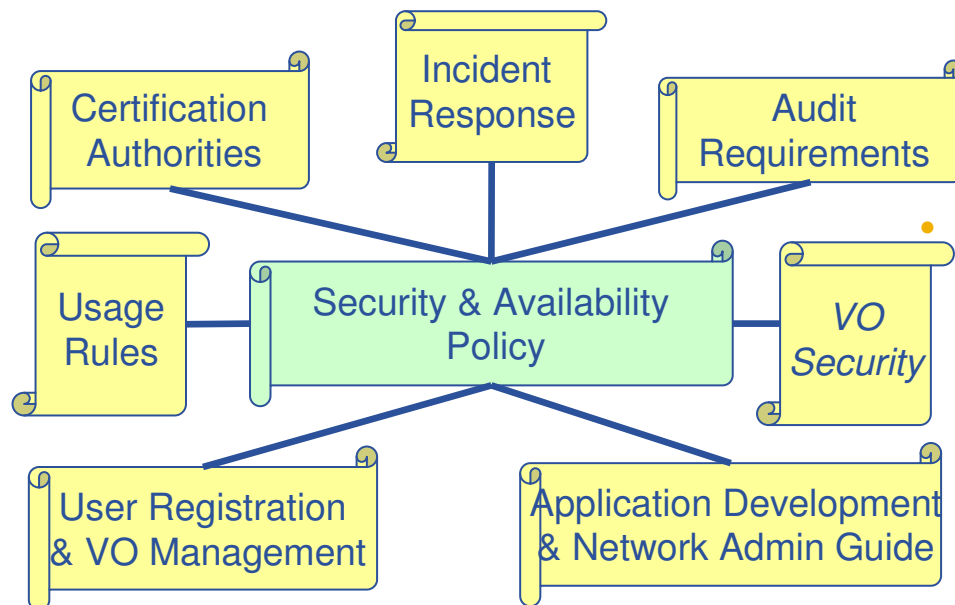 Certification
Authorities
Incident
Response
Audit
Requirements
Usage
Rules
Security & Availability
Policy
VO
Security
User Registration
& VO Management
Application Development
& Network Admin Guide